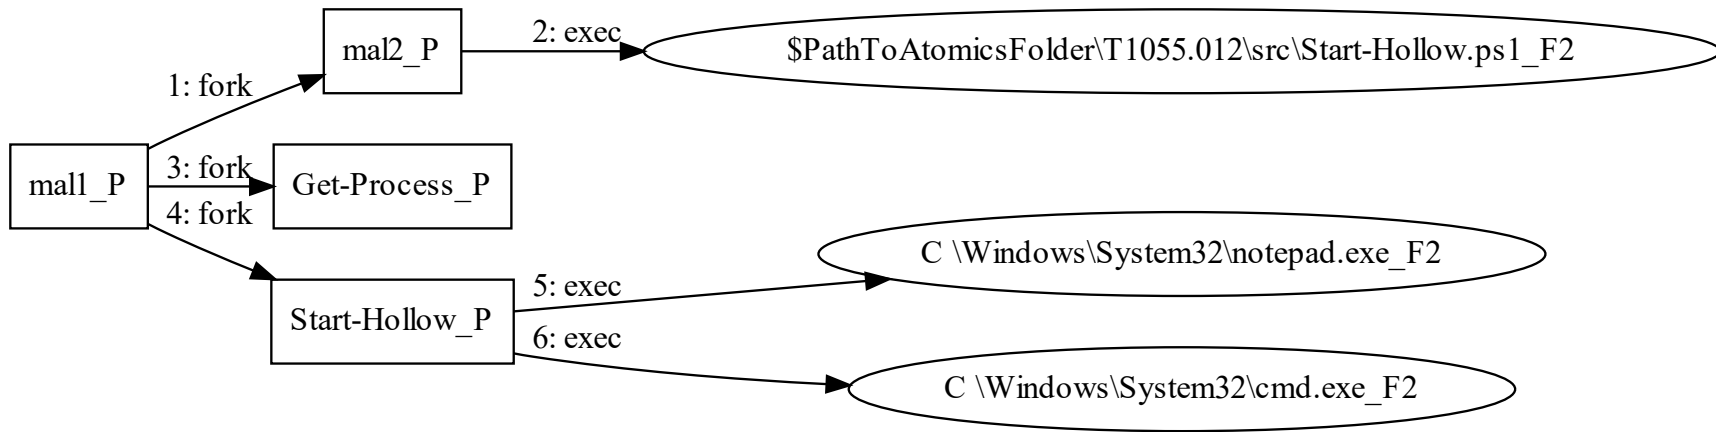 mal2_P
2: exec
$PathToAtomicsFolder\T1055.012\src\Start-Hollow.ps1_F2
1: fork
mal1_P
3: fork
Get-Process_P
4: fork
Start-Hollow_P
5: exec
C \Windows\System32\notepad.exe_F2
6: exec
C \Windows\System32\cmd.exe_F2